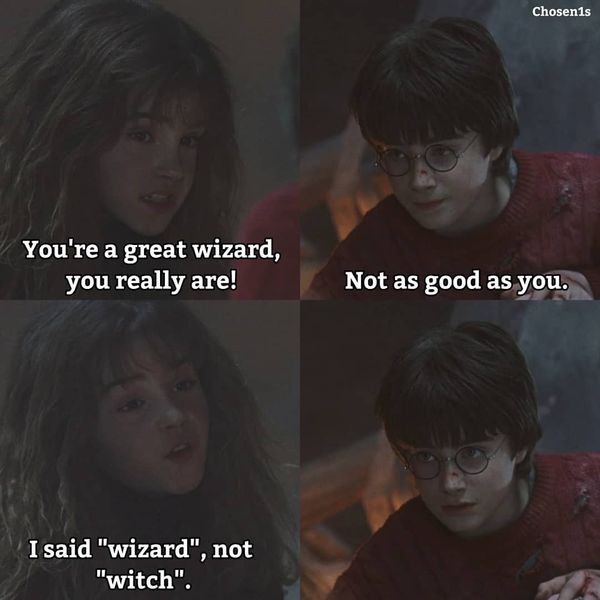 Chosen1s
You're a great wizard,
you really are!
Not as good as you.
I said "wizard", not
"witch".